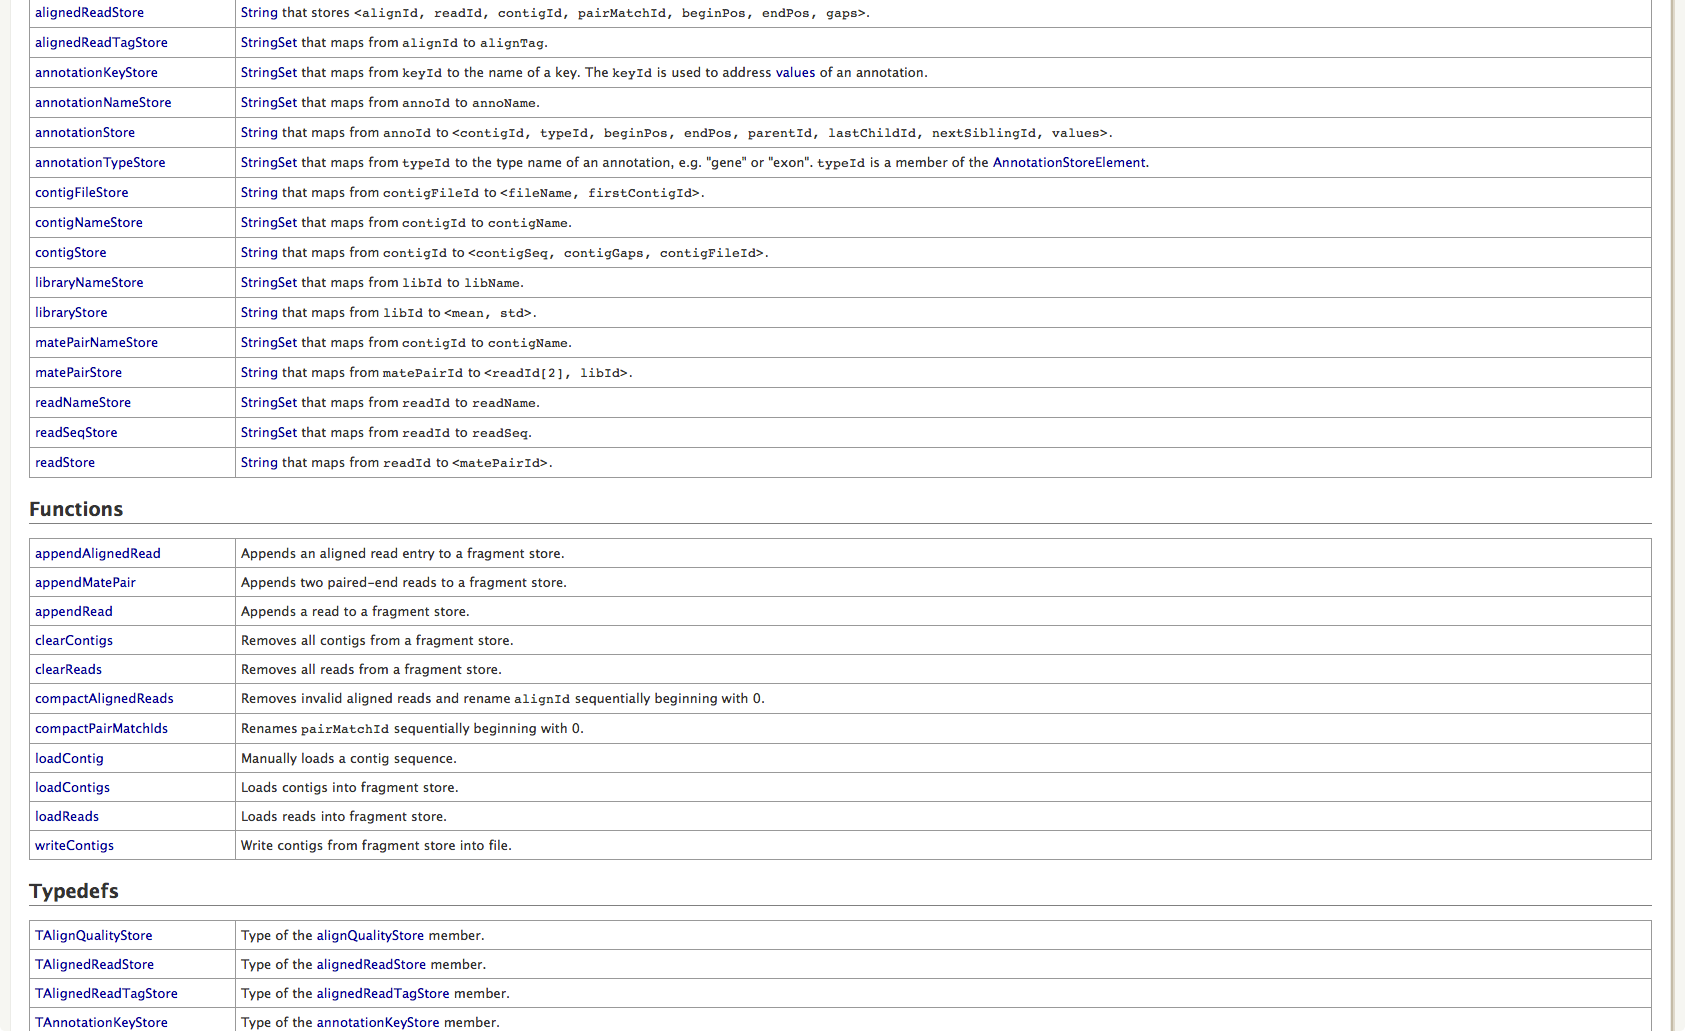 alignedReadStore String that stores <alignId, readId, contigId, pairMatchId, beginPos, endPos, gaps>.
alignedReadTagStore StringSet that maps from alignId to alignTag.
annotationKeyStore StringSet that maps from keyId to the name of a key. The keyId is used to address values of an annotation.
annotationNameStore StringSet that maps from annoId to annoName.
annotationStore String that maps from annoId to <contigId, typeId, beginPos, endPos, parentId, lastChildId, nextSiblingId, values>.
annotationTypeStore StringSet that maps from typeId to the type name of an annotation, e.g. "gene" or "exon". typeId is a member of the AnnotationStoreElement.
contigFileStore String that maps from contigFileId to <fileName, firstContigId>.
contigNameStore StringSet that maps from contigId to contigName.
contigStore String that maps from contigId to <contigSeq, contigGaps, contigFileId>.
libraryNameStore StringSet that maps from libId to libName.
libraryStore String that maps from libId to <mean, std>.
matePairNameStore StringSet that maps from contigId to contigName.
matePairStore String that maps from matePairId to <readId[2], libId>.
readNameStore StringSet that maps from readId to readName.
readSeqStore StringSet that maps from readId to readSeq.
readStore String that maps from readId to <matePairId>.
Functions
appendAlignedRead Appends an aligned read entry to a fragment store.
appendMatePair Appends two paired-end reads to a fragment store.
appendRead Appends a read to a fragment store.
clearContigs Removes all contigs from a fragment store.
clearReads Removes all reads from a fragment store.
compactAlignedReads Removes invalid aligned reads and rename alignId sequentially beginning with 0.
compactPairMatchIds Renames pairMatchId sequentially beginning with 0.
loadContig Manually loads a contig sequence.
loadContigs Loads contigs into fragment store.
loadReads Loads reads into fragment store.
writeContigs Write contigs from fragment store into file.
Typedefs
TAlignQualityStore Type of the alignQualityStore member.
TAlignedReadStore Type of the alignedReadStore member.
TAlignedReadTagStore Type of the alignedReadTagStore member.
TAnnotationKeyStore Type of the annotationKeyStore member.